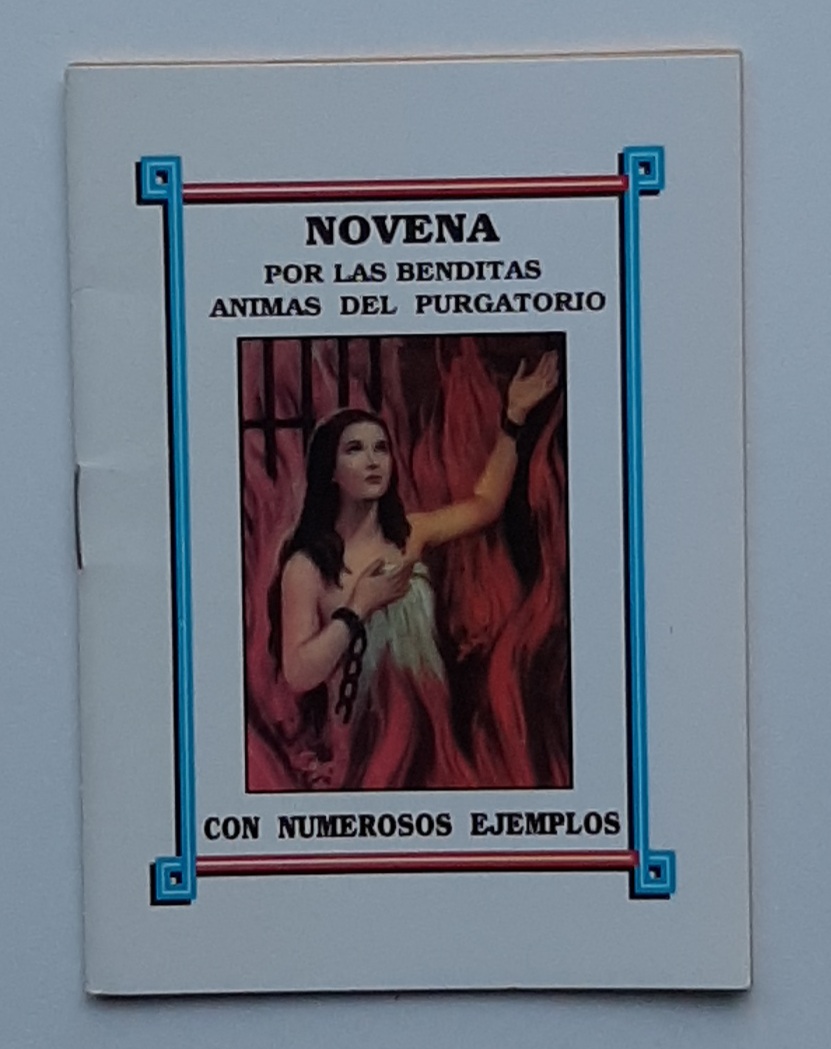 NOVENA
POR LAS BENDITAS
ANIMAS DEL PURGATORIO
CON NUMEROSOS EJEMPLOS